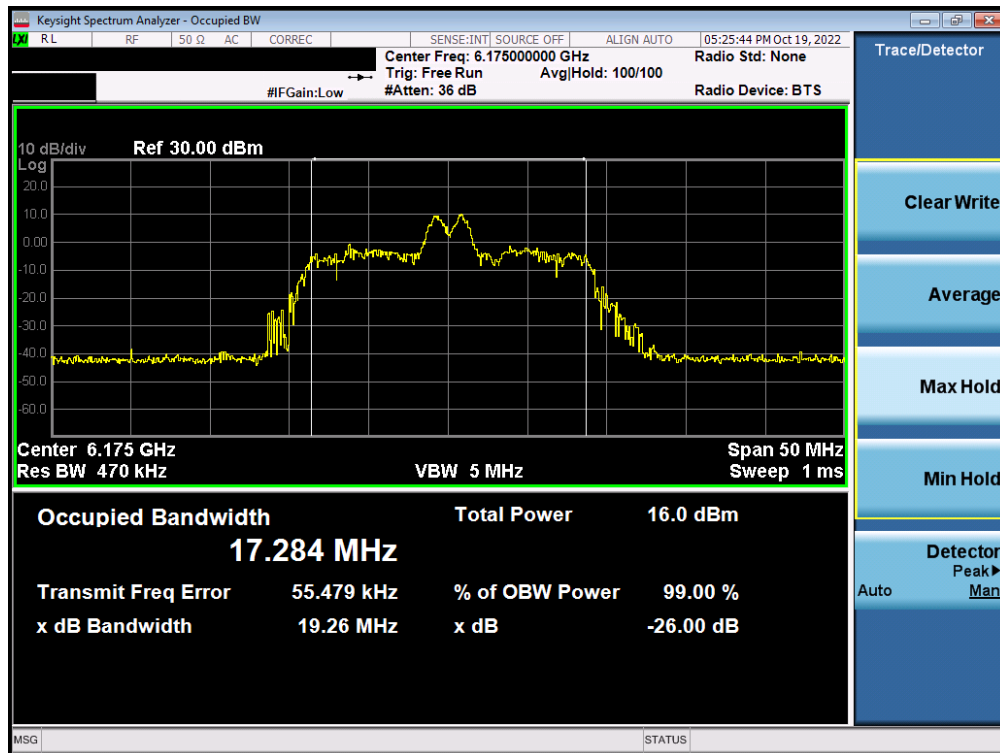 Keysight Spectrum Analyzer - Occupied BW
LXI RL RF 50 Ω AC CORREC SENSE:INT SOURCE OFF ALIGN AUTO 05:25:44 PM Oct 19, 2022
Center Freq: 6.175000000 GHz Radio Std: None
Trig: Free Run Avg|Hold: 100/100
#IFGain:Low #Atten: 36 dB Radio Device: BTS
Trace/Detector
10 dB/div Ref 30.00 dBm
Log
20.0
10.0
0.00
-10.0
-20.0
-30.0
-40.0
-50.0
-60.0
Center 6.175 GHz Span 50 MHz
Res BW 470 kHz VBW 5 MHz Sweep 1 ms
Clear Write
Average
Max Hold
Min Hold
Detector
Peak▶
Auto Man
Occupied Bandwidth Total Power 16.0 dBm
17.284 MHz
Transmit Freq Error 55.479 kHz % of OBW Power 99.00 %
x dB Bandwidth 19.26 MHz x dB -26.00 dB
MSG STATUS